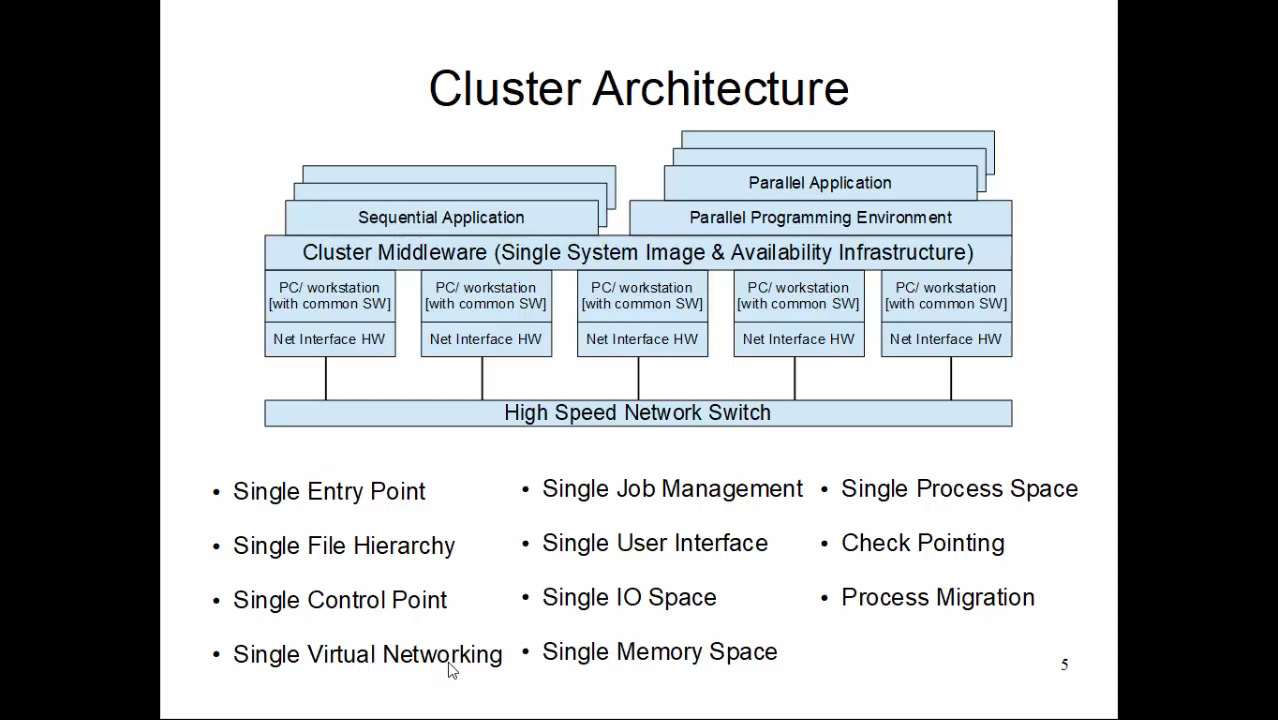 Cluster Architecture
Parallel Application
Sequential Application
Parallel Programming Environment
Cluster Middleware (Single System Image & Availability Infrastructure)
PC/ workstation
[with common SW]
Net Interface HW
PC/ workstation
[with common SW]
Net Interface HW
PC/ workstation
[with common SW]
Net Interface HW
PC/ workstation
[with common SW]
Net Interface HW
PC/ workstation
[with common SW]
Net Interface HW
High Speed Network Switch
• Single Entry Point
• Single File Hierarchy
• Single Control Point
• Single Virtual Networking
• Single Job Management
• Single User Interface
• Single IO Space
• Single Memory Space
• Single Process Space
• Check Pointing
• Process Migration
5